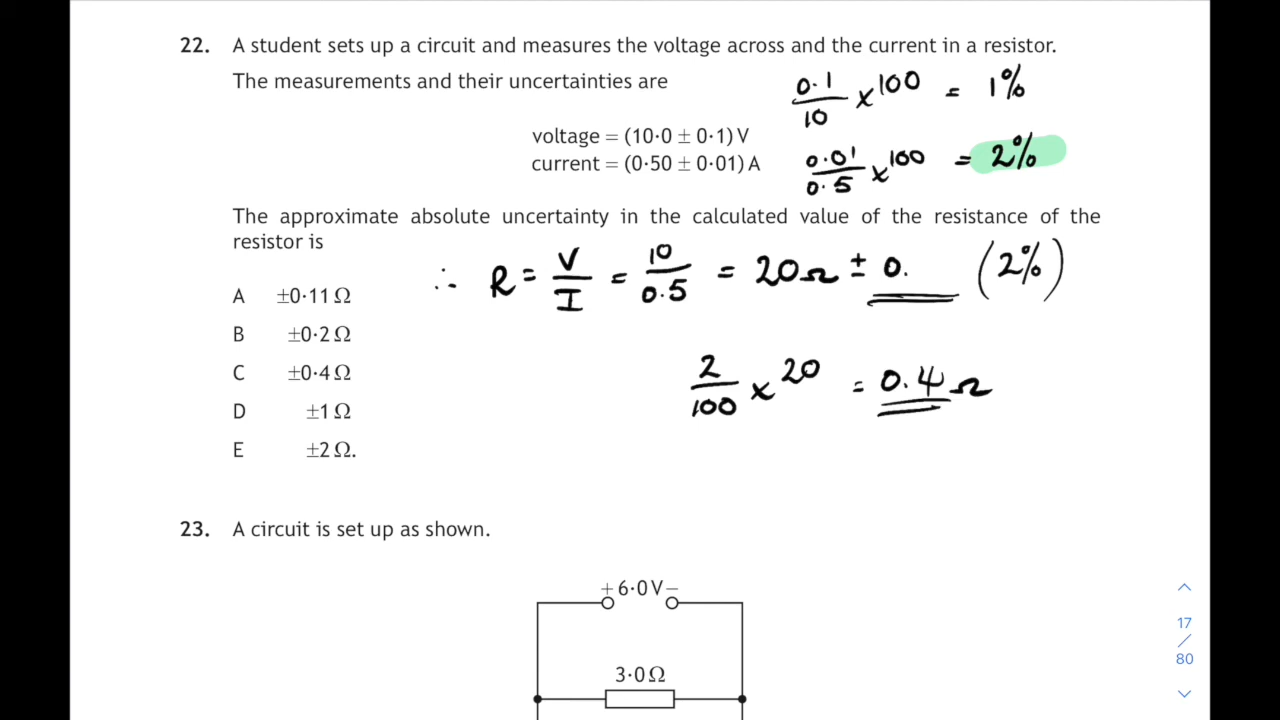 22. A student sets up a circuit and measures the voltage across and the current in a resistor.
The measurements and their uncertainties are
0.1/10 x 100 = 1%
voltage = (10·0 ± 0·1) V
current = (0·50 ± 0·01) A
0.01/0.5 x 100 = 2%
The approximate absolute uncertainty in the calculated value of the resistance of the
resistor is
∴ R = V/I = 10/0.5 = 20Ω ± 0. (2%)
A ±0·11 Ω
B ±0·2 Ω
C ±0·4 Ω
2/100 x 20 = 0.4Ω
D ±1 Ω
E ±2 Ω.
23. A circuit is set up as shown.
+ 6·0 V −
3·0 Ω
17
/
80